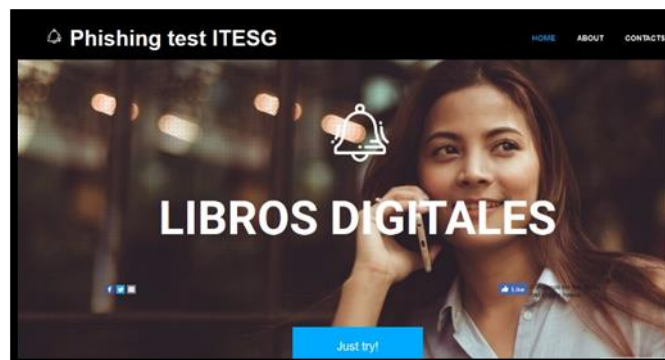 Phishing test ITESG
HOME ABOUT CONTACTS
LIBROS DIGITALES
Like
Just try!